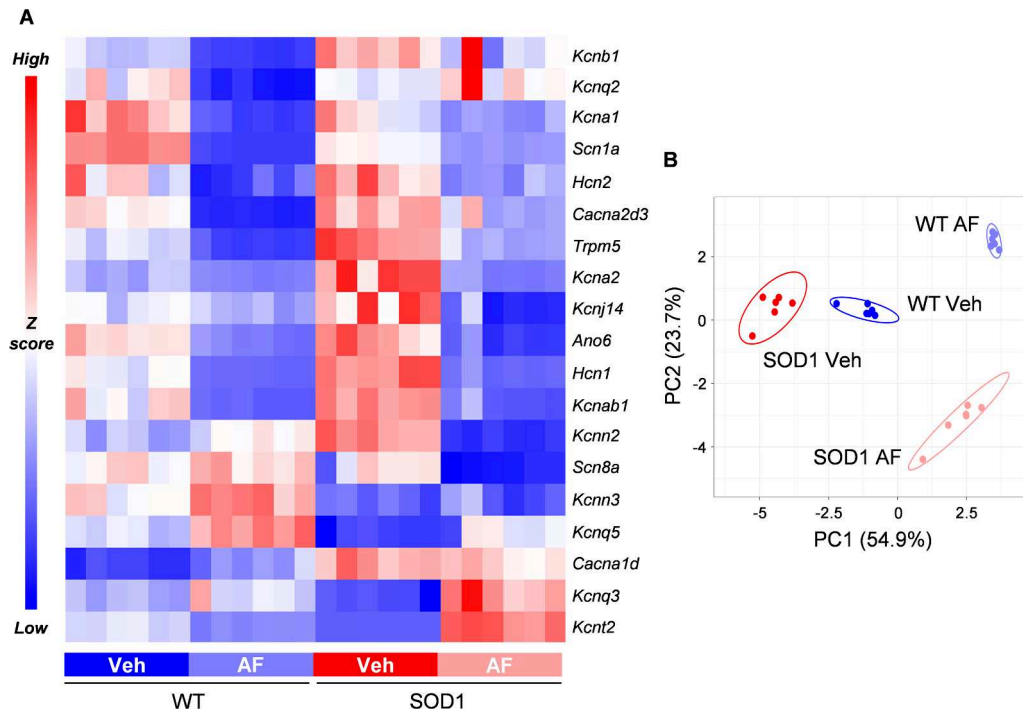 A
High
Z
score
Low
Kcnb1
Kcnq2
Kcna1
Scn1a
Hcn2
Cacna2d3
Trpm5
Kcna2
Kcnj14
Ano6
Hcn1
Kcnab1
Kcnn2
Scn8a
Kcnn3
Kcnq5
Cacna1d
Kcnq3
Kcnt2
Veh AF Veh AF
WT SOD1
B
PC2 (23.7%)
2
0
-2
-4
WT AF
WT Veh
SOD1 Veh
SOD1 AF
-5 -2.5 0 2.5
PC1 (54.9%)